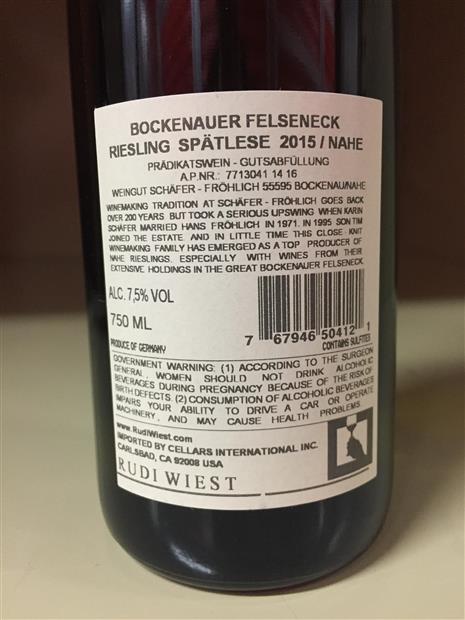 BOCKENAUER FELSENECK
RIESLING SPÄTLESE 2015 / NAHE
PRÄDIKATSWEIN - GUTSABFÜLLUNG
A.P.NR.: 7713041 14 16
WEINGUT SCHÄFER - FRÖHLICH 55595 BOCKENAU/NAHE
WINEMAKING TRADITION AT SCHÄFER - FRÖHLICH GOES BACK
OVER 200 YEARS BUT TOOK A SERIOUS UPSWING WHEN KARIN
SCHÄFER MARRIED HANS FRÖHLICH IN 1971. IN 1995 SON TIM
JOINED THE ESTATE AND IN LITTLE TIME THIS CLOSE-KNIT
WINEMAKING FAMILY HAS EMERGED AS A TOP PRODUCER OF
NAHE RIESLINGS. ESPECIALLY WITH WINES FROM THEIR
EXTENSIVE HOLDINGS IN THE GREAT BOCKENAUER FELSENECK.
ALC. 7,5% VOL
750 ML
7 67946 50412 1
PRODUCE OF GERMANY
CONTAINS SULFITES
GOVERNMENT WARNING: (1) ACCORDING TO THE SURGEON
GENERAL, WOMEN SHOULD NOT DRINK ALCOHOLIC
BEVERAGES DURING PREGNANCY BECAUSE OF THE RISK OF
BIRTH DEFECTS. (2) CONSUMPTION OF ALCOHOLIC BEVERAGES
IMPAIRS YOUR ABILITY TO DRIVE A CAR OR OPERATE
MACHINERY, AND MAY CAUSE HEALTH PROBLEMS.
www.RudiWiest.com
IMPORTED BY CELLARS INTERNATIONAL INC.
CARLSBAD, CA 92008 USA
RUDI WIEST